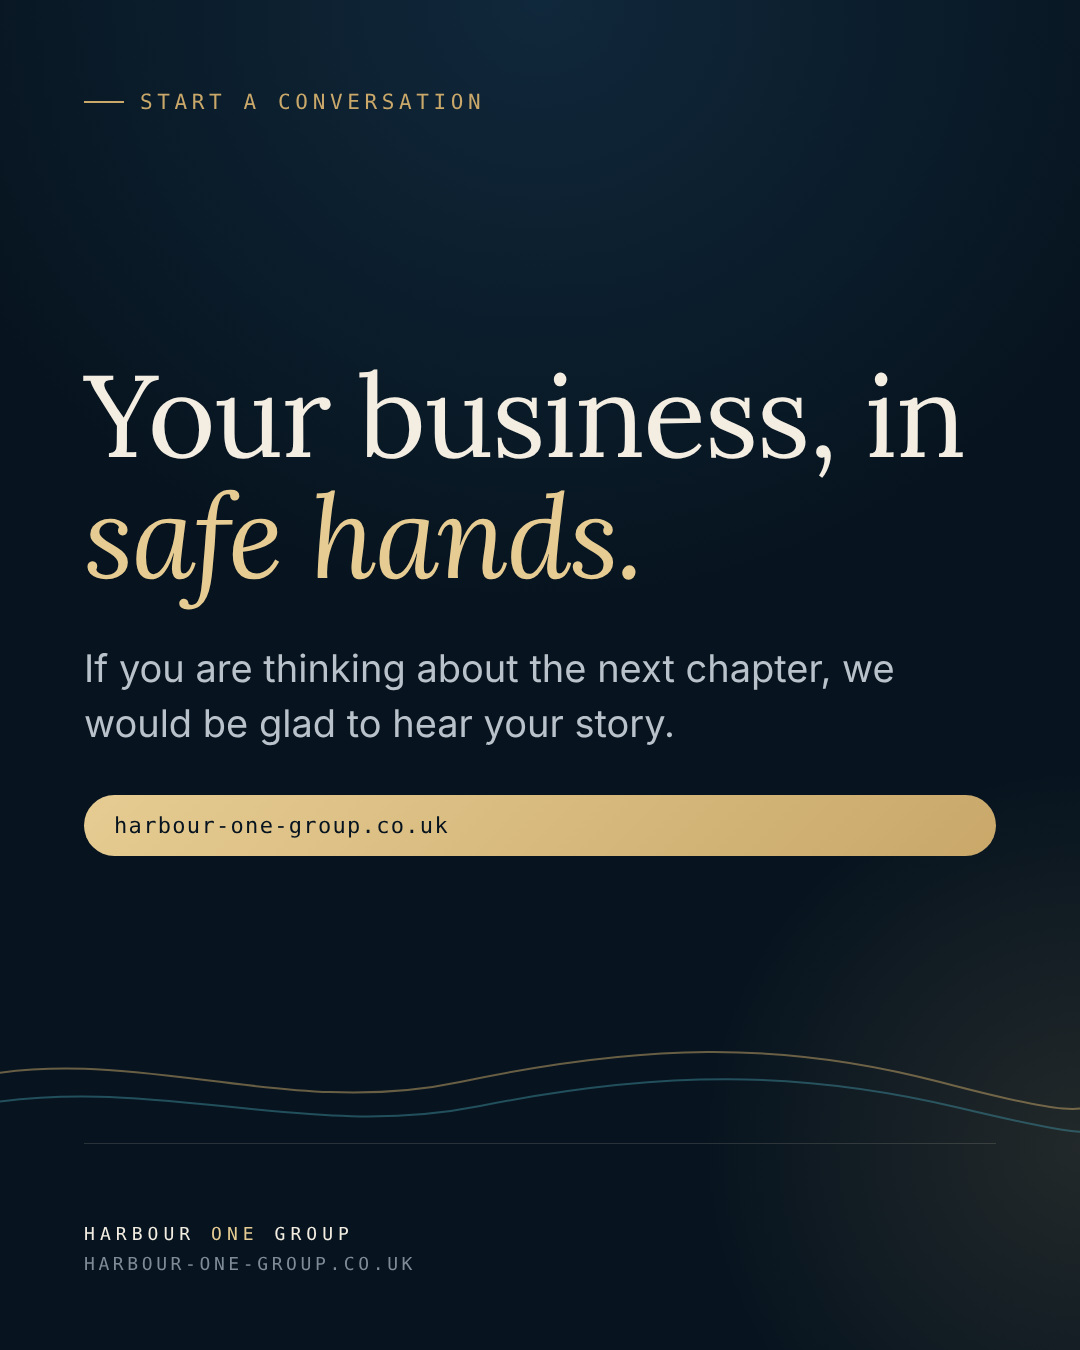 START A CONVERSATION
Your business, in
safe hands.
If you are thinking about the next chapter, we
would be glad to hear your story.
harbour-one-group.co.uk
HARBOUR ONE GROUP
HARBOUR-ONE-GROUP.CO.UK